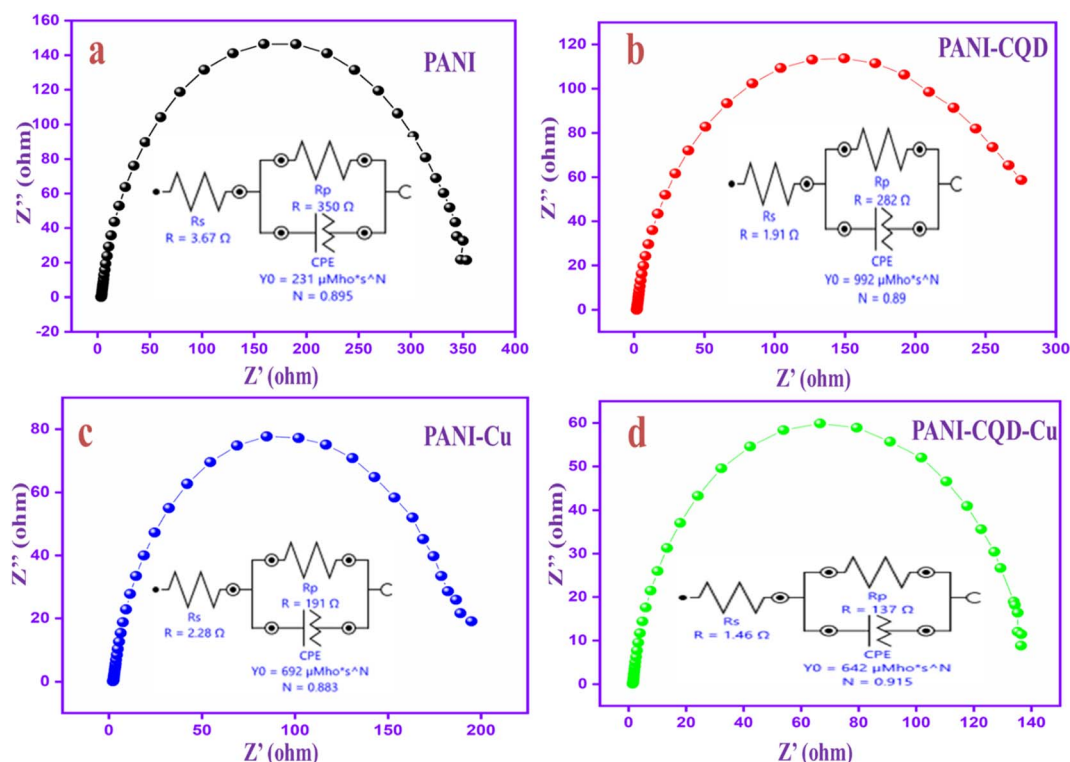 a
PANI
Z’’ (ohm)
160
140
120
100
80
60
40
20
0
-20
0 50 100 150 200 250 300 350 400
Z’ (ohm)
Rs
R = 3.67 Ω
Rp
R = 350 Ω
CPE
Y0 = 231 µMho*s^N
N = 0.895
b
PANI-CQD
Z’’ (ohm)
120
100
80
60
40
20
0
0 50 100 150 200 250 300
Z’ (ohm)
Rs
R = 1.91 Ω
Rp
R = 282 Ω
CPE
Y0 = 992 µMho*s^N
N = 0.89
c
PANI-Cu
Z’’ (ohm)
80
60
40
20
0
0 50 100 150 200
Z’ (ohm)
Rs
R = 2.28 Ω
Rp
R = 191 Ω
CPE
Y0 = 692 µMho*s^N
N = 0.883
d
PANI-CQD-Cu
Z’’ (ohm)
60
50
40
30
20
10
0
0 20 40 60 80 100 120 140
Z’ (ohm)
Rs
R = 1.46 Ω
Rp
R = 137 Ω
CPE
Y0 = 642 µMho*s^N
N = 0.915